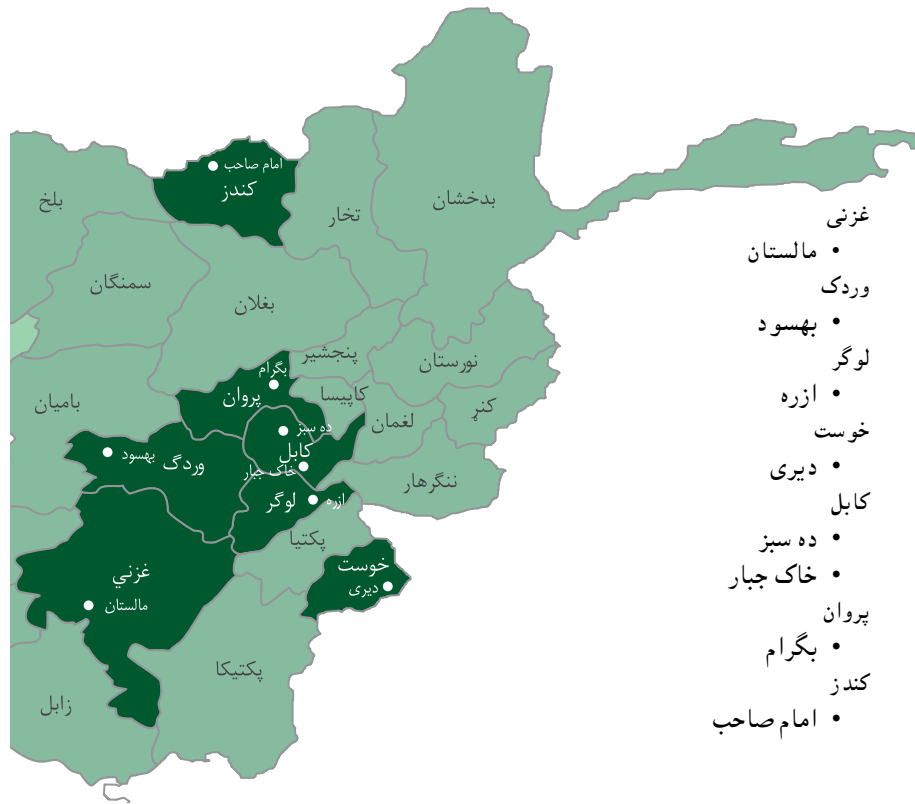 امام صاحب
کندز
بلخ
تخار
بدخشان
سمنگان
بغلان
پنجشیر
نورستان
بگرام
پروان
کاپیسا
بامیان
لغمان
کنړ
ده سبز
کابل
بهسود
وردگ
خاک جبار
ننگرهار
لوگر
ازره
پکتیا
غزني
مالستان
خوست
دیری
پکتیکا
زابل
غزنی
• مالستان
وردک
• بهسود
لوگر
• ازره
خوست
• دیری
کابل
• ده سبز
• خاک جبار
پروان
• بگرام
کندز
• امام صاحب